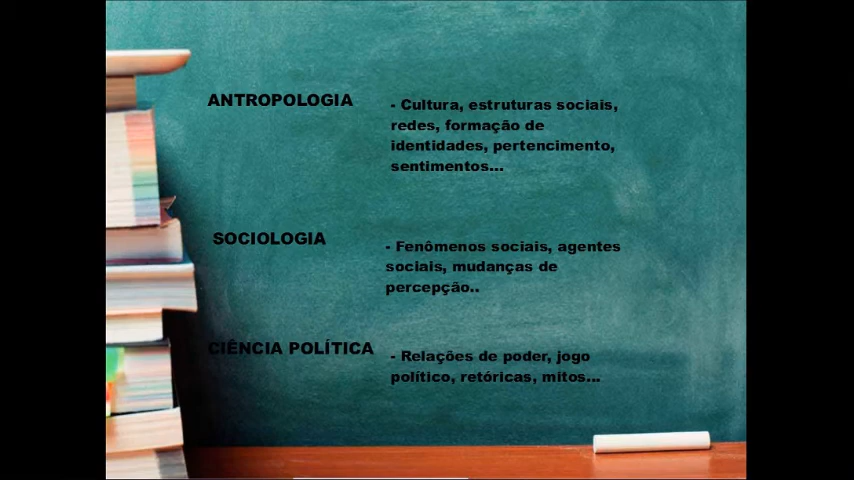 ANTROPOLOGIA
- Cultura, estruturas sociais,
redes, formação de
identidades, pertencimento,
sentimentos...
SOCIOLOGIA
- Fenômenos sociais, agentes
sociais, mudanças de
percepção..
CIÊNCIA POLÍTICA
- Relações de poder, jogo
político, retóricas, mitos...